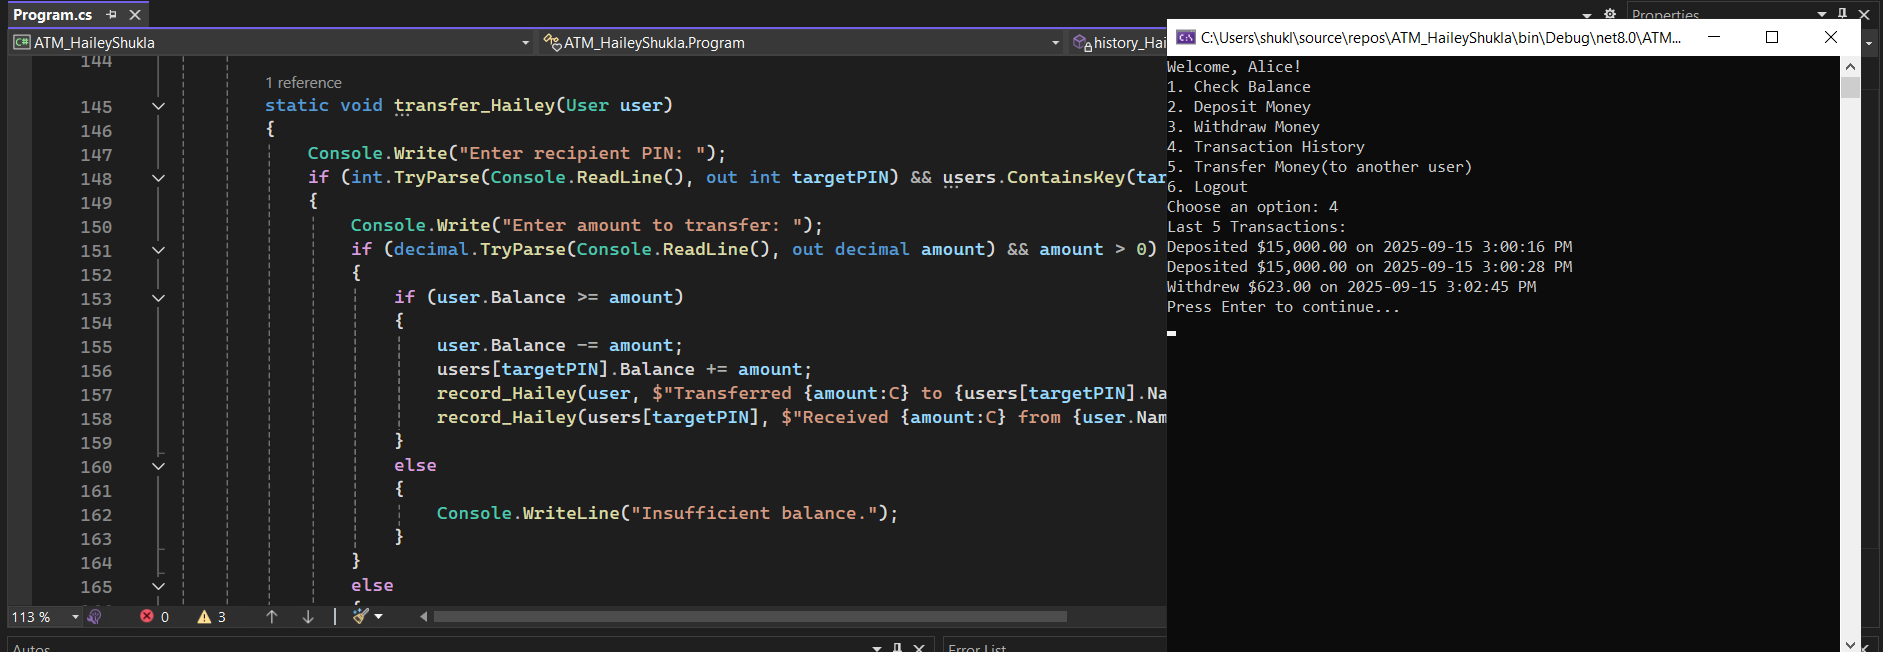 Program.cs
Properties
ATM_HaileyShukla
ATM_HaileyShukla.Program
history_Hai
144
1 reference
145 static void transfer_Hailey(User user)
146 {
147 Console.Write("Enter recipient PIN: ");
148 if (int.TryParse(Console.ReadLine(), out int targetPIN) && users.ContainsKey(tar
149 {
150 Console.Write("Enter amount to transfer: ");
151 if (decimal.TryParse(Console.ReadLine(), out decimal amount) && amount > 0)
152 {
153 if (user.Balance >= amount)
154 {
155 user.Balance -= amount;
156 users[targetPIN].Balance += amount;
157 record_Hailey(user, $"Transferred {amount:C} to {users[targetPIN].Na
158 record_Hailey(users[targetPIN], $"Received {amount:C} from {user.Nam
159 }
160 else
161 {
162 Console.WriteLine("Insufficient balance.");
163 }
164 }
165 else
{
113 %
0
3
Autos
Error List
C:\Users\shukl\source\repos\ATM_HaileyShukla\bin\Debug\net8.0\ATM...
Welcome, Alice!
1. Check Balance
2. Deposit Money
3. Withdraw Money
4. Transaction History
5. Transfer Money(to another user)
6. Logout
Choose an option: 4
Last 5 Transactions:
Deposited $15,000.00 on 2025-09-15 3:00:16 PM
Deposited $15,000.00 on 2025-09-15 3:00:28 PM
Withdrew $623.00 on 2025-09-15 3:02:45 PM
Press Enter to continue...